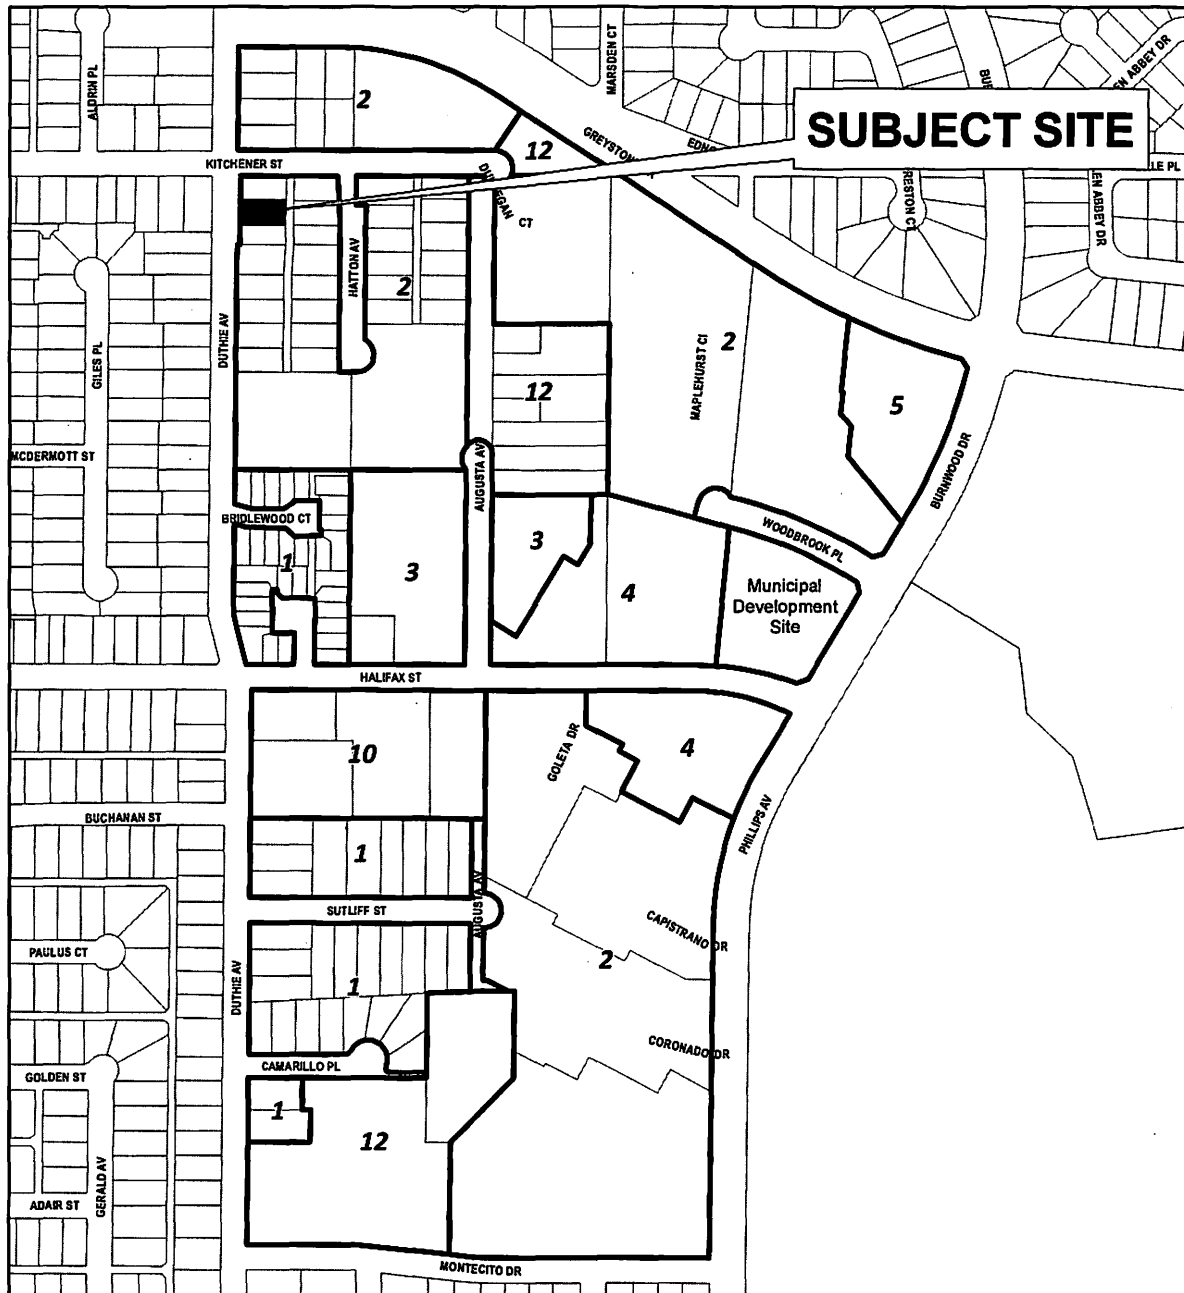 MARSDEN CT
ALDRIN PL
2
SUBJECT SITE
GREYSTON
12
KITCHENER ST
LE PL
CT
HATTON AV
2
DUTHIE AV
GILES PL
2
MAPLEHURST CI
12
5
MCDERMOTT ST
BURNWOOD DR
AUGUSTA AV
BRIDLEWOOD CT
WOODBROOK PL
3
1
3
4
Municipal
Development
Site
HALIFAX ST
GOLETA DR
4
10
BUCHANAN ST
PHILLIPS AV
1
AUGUSTA AV
SUTLIFF ST
CAPISTRANO DR
PAULUS CT
2
DUTHIE AV
1
CORONADO DR
CAMARILLO PL
GOLDEN ST
1
12
GERALD AV
ADAIR ST
MONTECITO DR